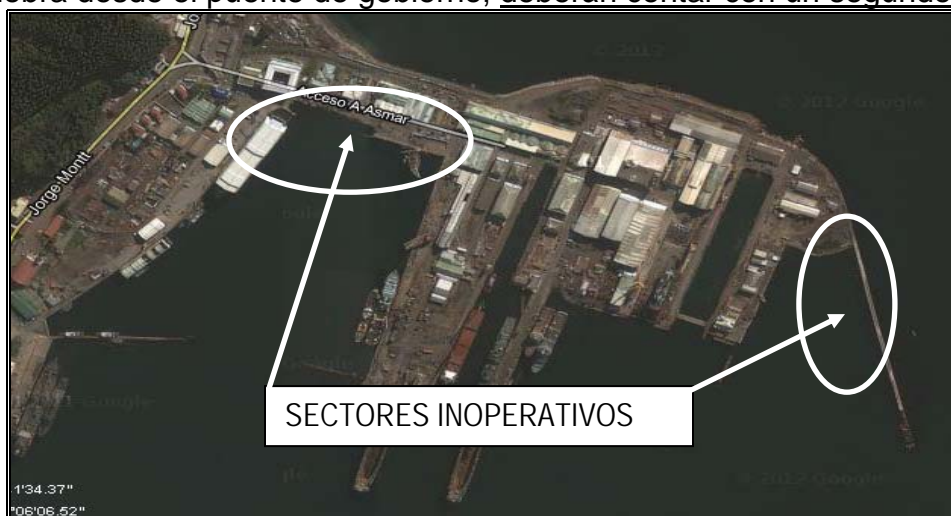 obra desde el puente de gobierno, deberán contar con un segundo
© 2012
Jo
Acceso A Asmar
© 2012 Google
Jorge Montt
SECTORES INOPERATIVOS
Google
© 2012 Google
1'34.37"
°06'06.52"